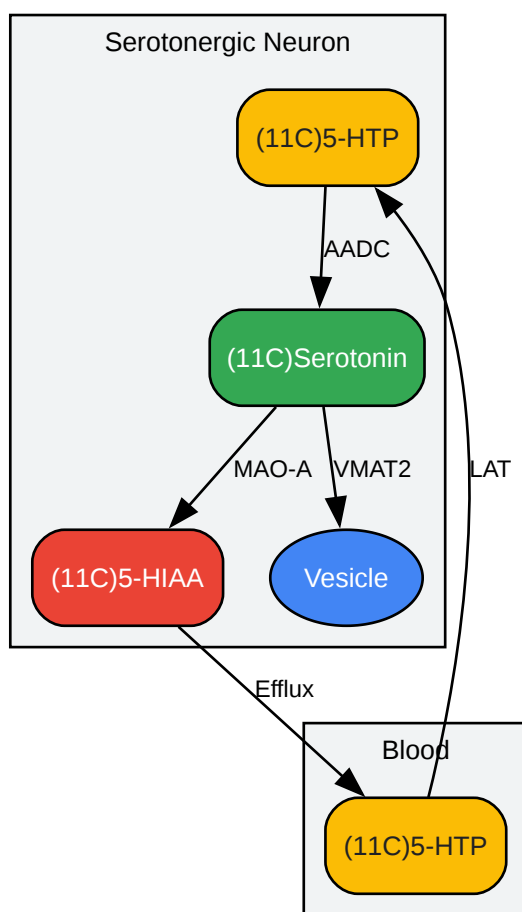 Serotonergic Neuron
(11C)5-HTP
AADC
(11C)Serotonin
MAO-A
VMAT2
LAT
(11C)5-HIAA
Vesicle
Efflux
Blood
(11C)5-HTP